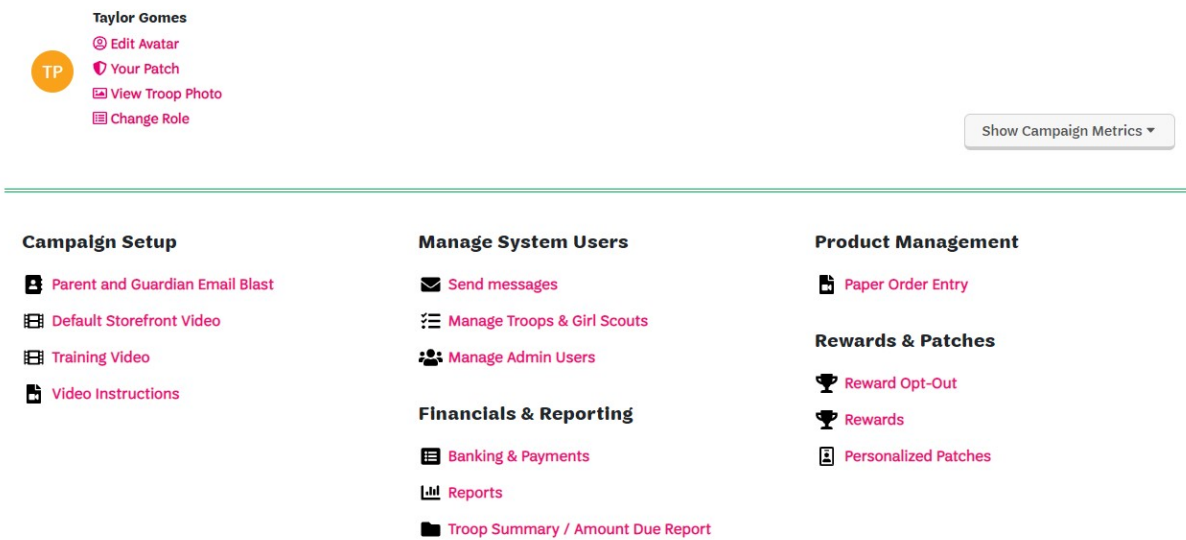 Taylor Gomes
TP
Edit Avatar
Your Patch
View Troop Photo
Change Role
Show Campaign Metrics
Campaign Setup
Parent and Guardian Email Blast
Default Storefront Video
Training Video
Video Instructions
Manage System Users
Send messages
Manage Troops & Girl Scouts
Manage Admin Users
Financials & Reporting
Banking & Payments
Reports
Troop Summary / Amount Due Report
Product Management
Paper Order Entry
Rewards & Patches
Reward Opt-Out
Rewards
Personalized Patches